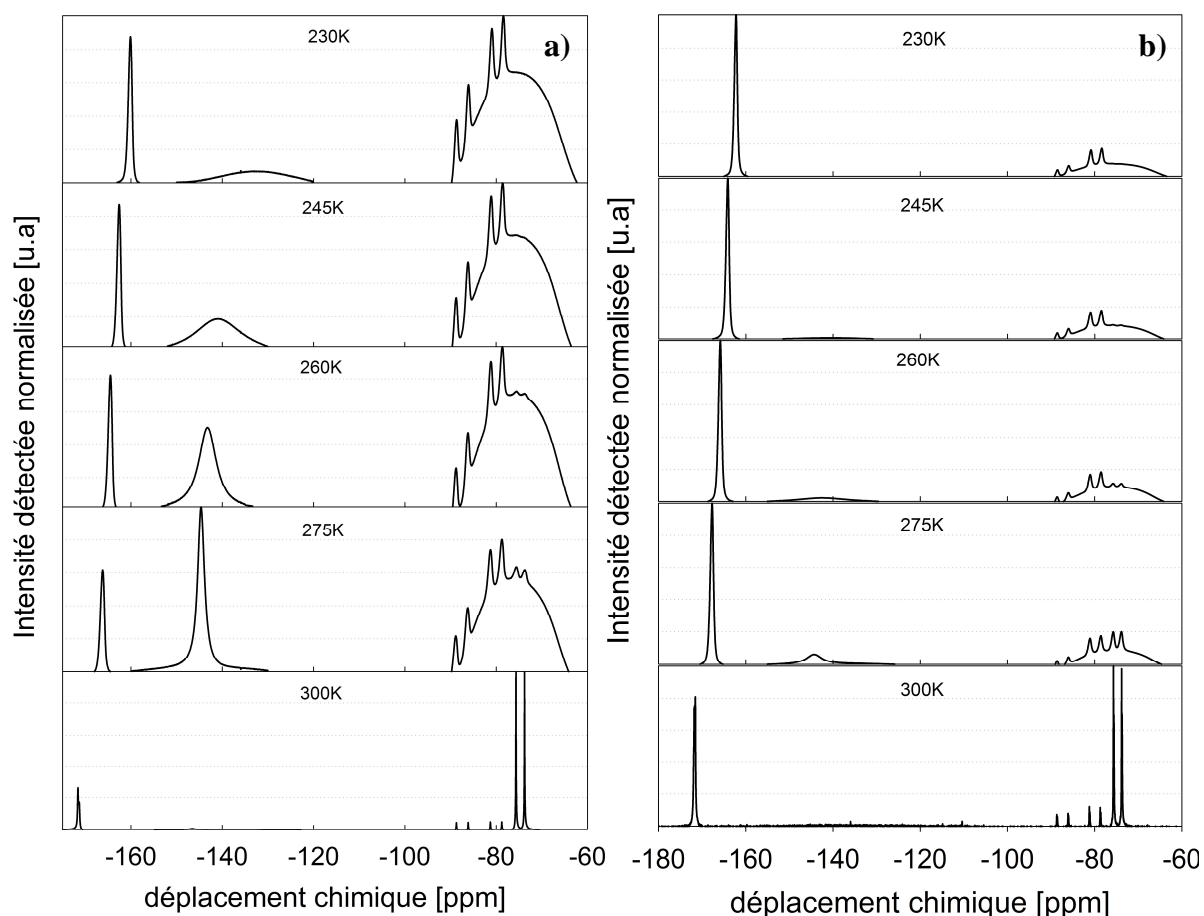 a)
230K
245K
260K
275K
300K
-160 -140 -120 -100 -80 -60
déplacement chimique [ppm]
Intensité détectée normalisée [u.a]
b)
230K
245K
260K
275K
300K
-180 -160 -140 -120 -100 -80 -60
déplacement chimique [ppm]
Intensité détectée normalisée [u.a]